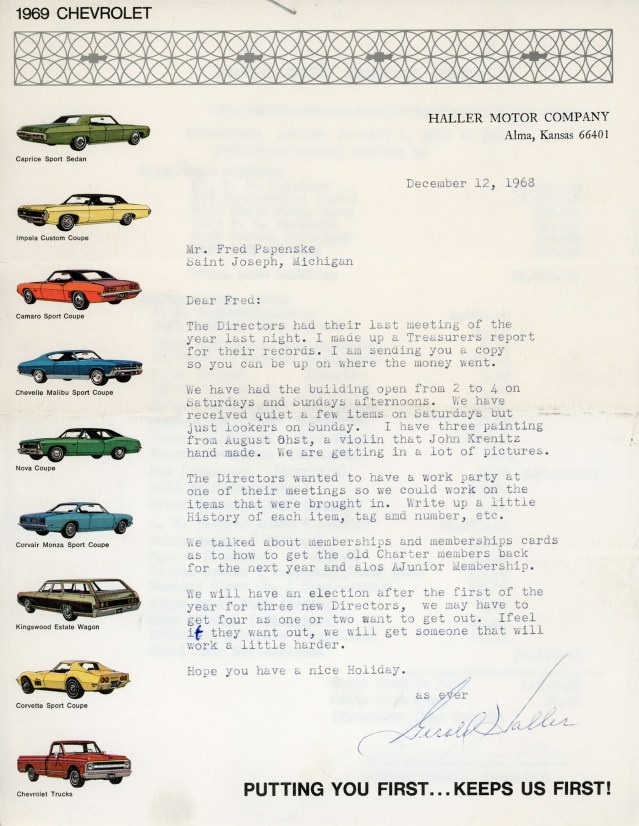 1969 CHEVROLET
HALLER MOTOR COMPANY
Alma, Kansas 66401
Caprice Sport Sedan
December 12, 1968
Impala Custom Coupe
Mr. Fred Papenske
Saint Joseph, Michigan
Camaro Sport Coupe
Dear Fred:
The Directors had their last meeting of the
year last night. I made up a Treasurers report
for their records. I am sending you a copy
so you can be up on where the money went.
Chevelle Malibu Sport Coupe
We have had the building open from 2 to 4 on
Saturdays and Sundays afternoons. We have
received quiet a few items on Saturdays but
just lookers on Sunday. I have three painting
from August Ohst, a violin that John Krenitz
hand made. We are getting in a lot of pictures.
Nova Coupe
The Directors wanted to have a work party at
one of their meetings so we could work on the
items that were brought in. Write up a little
History of each item, tag amd number, etc.
Corvair Monza Sport Coupe
We talked about memberships and memberships cards
as to how to get the old Charter members back
for the next year and alos AJunior Membership.
We will have an election after the first of the
year for three new Directors, we may have to
get four as one or two want to get out. Ifeel
if they want out, we will get someone that will
work a little harder.
Kingswood Estate Wagon
Hope you have a nice Holiday.
as ever
Gerold Haller
Corvette Sport Coupe
Chevrolet Trucks
PUTTING YOU FIRST...KEEPS US FIRST!